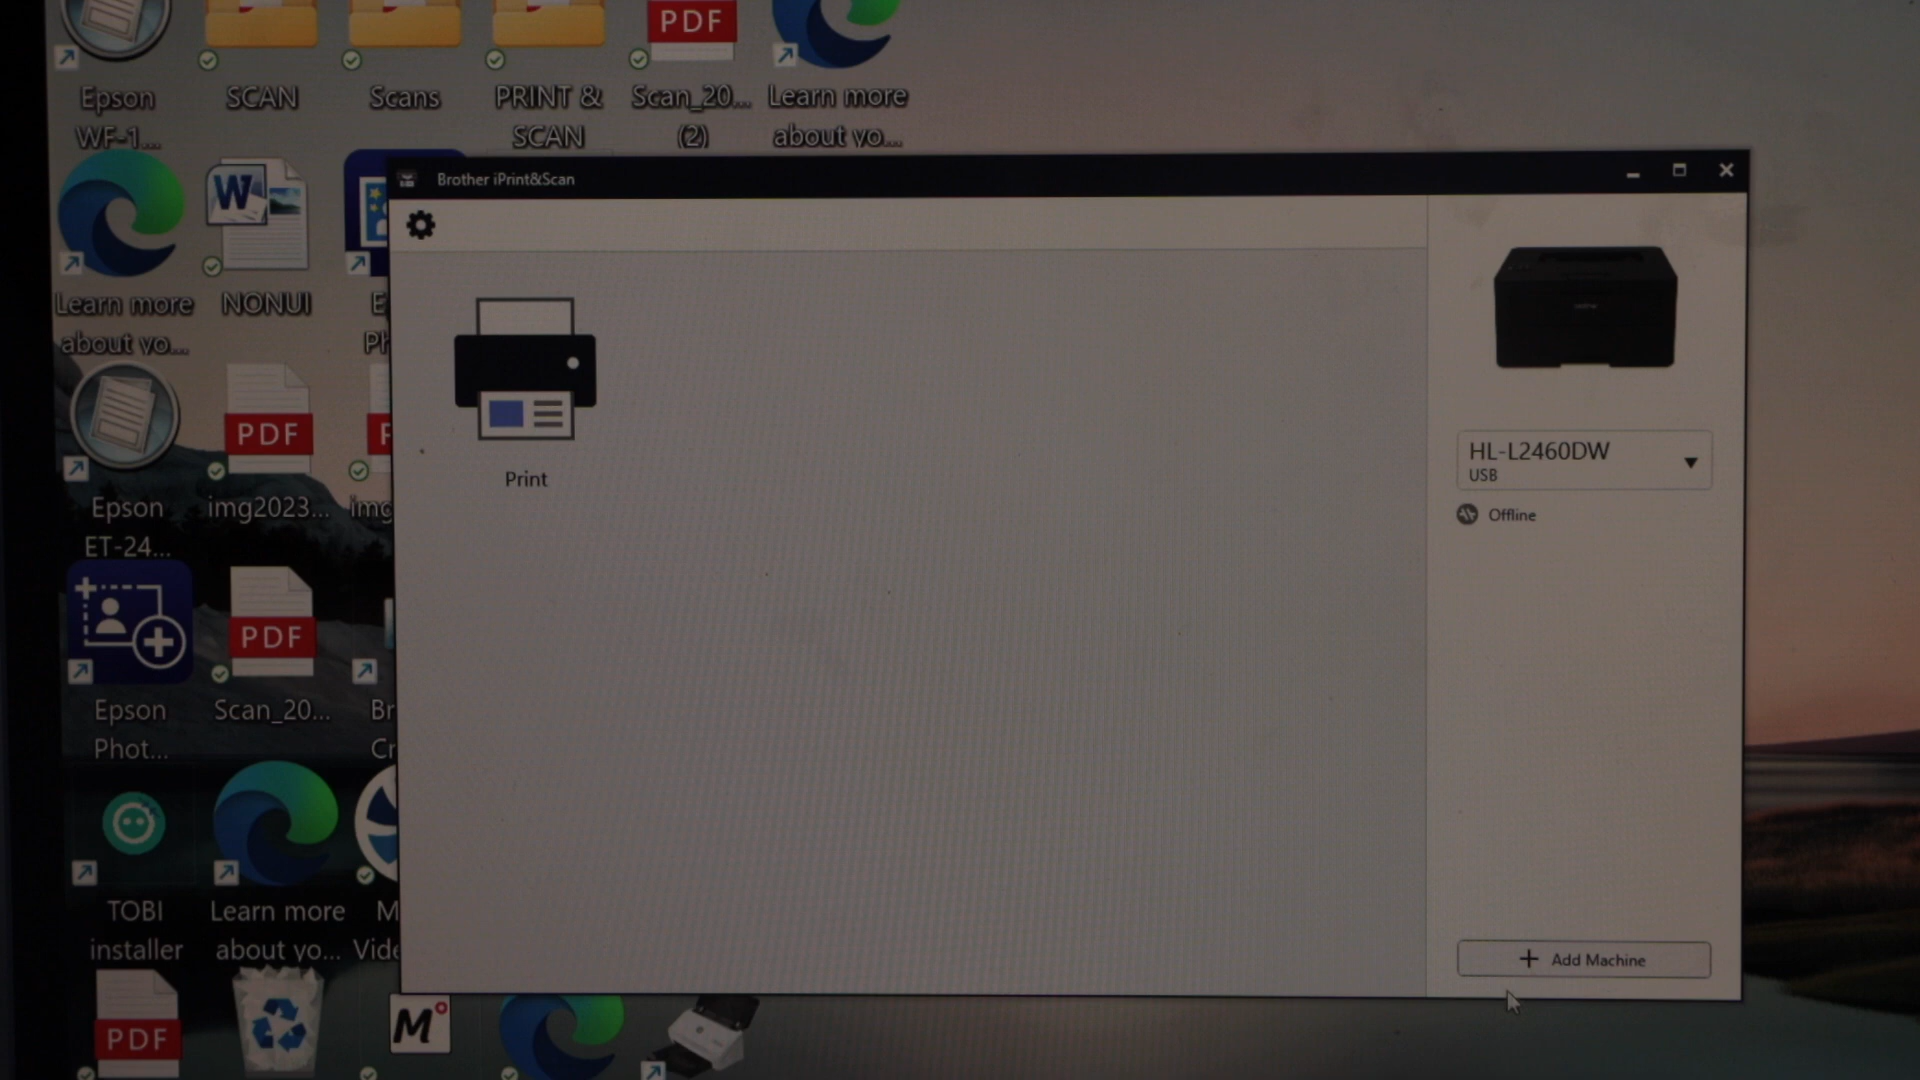 PDF
Epson
WF-1...
SCAN
Scans
PRINT &
SCAN
Scan_20...
(2)
Learn more
about yo...
Brother iPrint&Scan
W
Learn more
about yo...
NONUI
E
Ph
Print
HL-L2460DW
USB
Offline
PDF
Epson
ET-24...
img2023...
img
PDF
Epson
Phot...
Scan_20...
Br
Cr
TOBI
installer
Learn more
about yo...
M
Vide
+ Add Machine
PDF
M